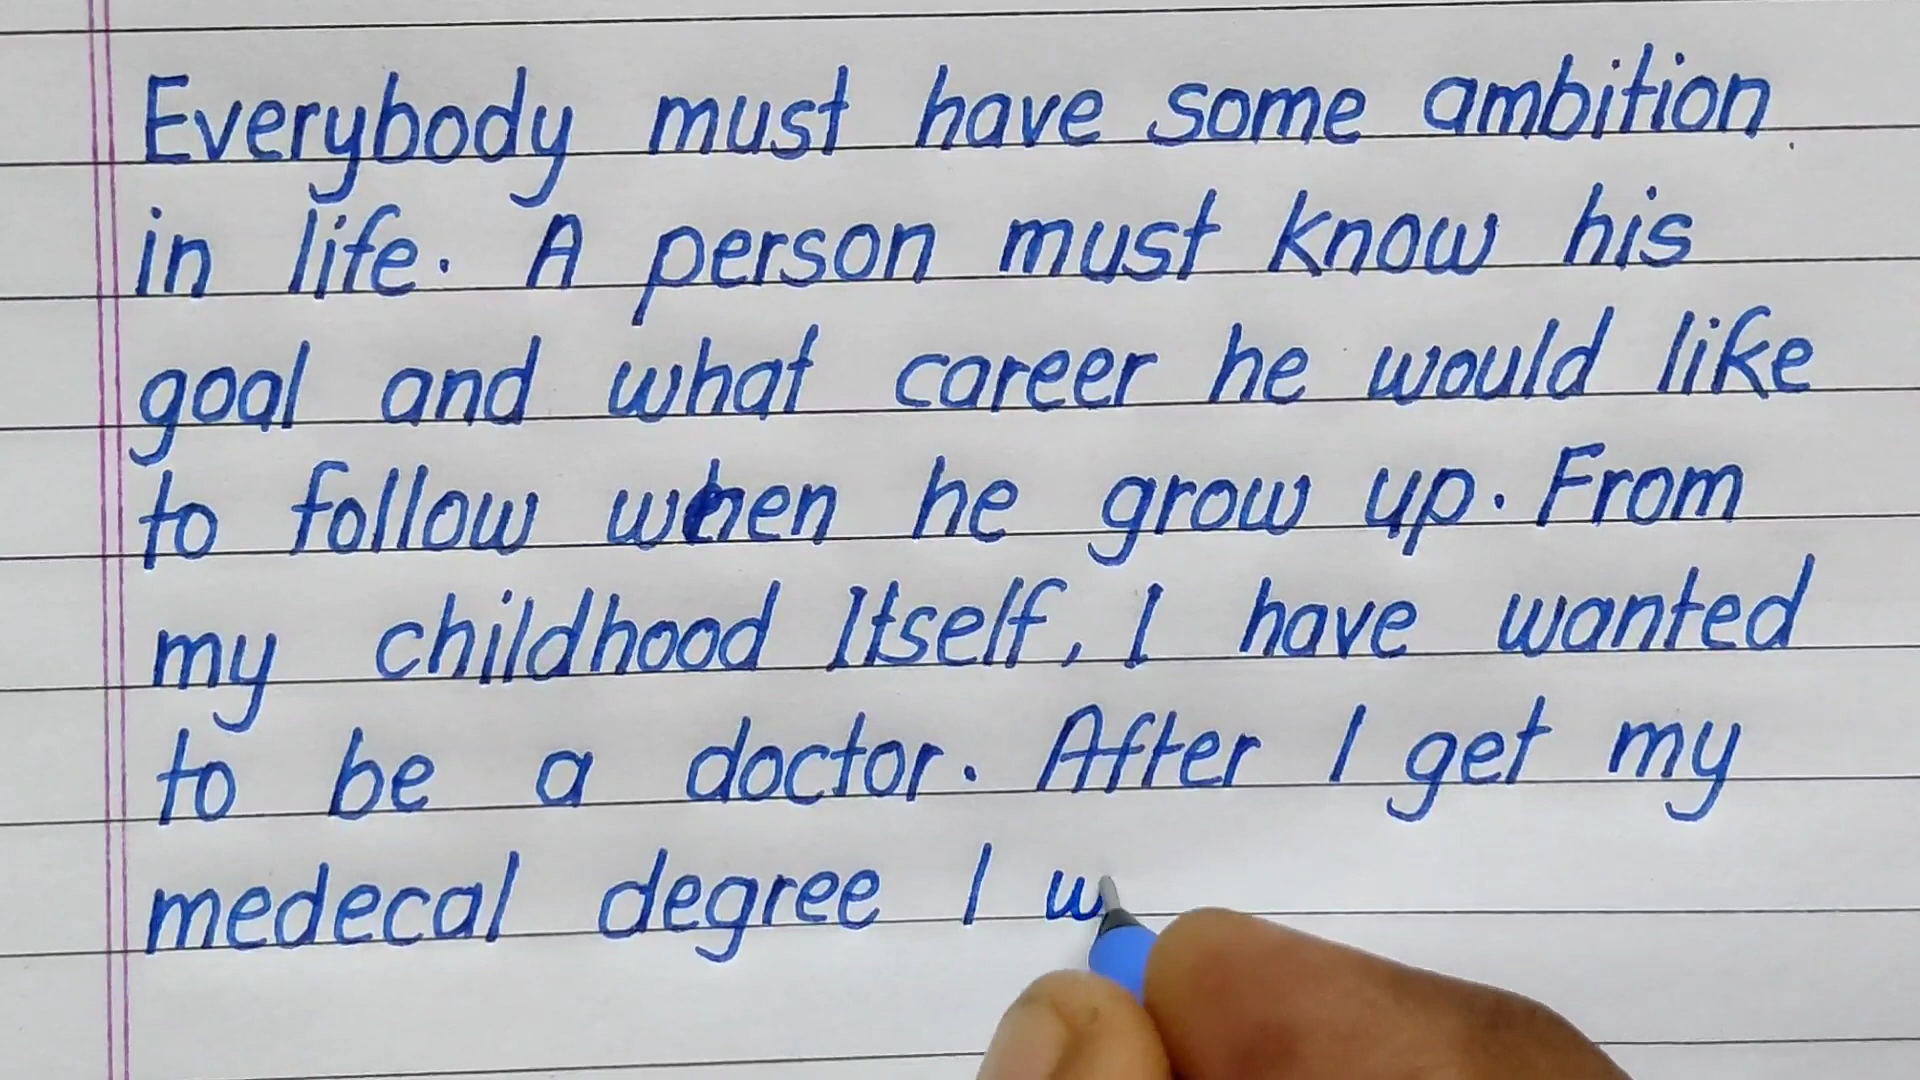 Everybody must have some ambition
in life. A person must know his
goal and what career he would like
to follow when he grow up. From
my childhood Itself, I have wanted
to be a doctor. After I get my
medecal degree I w